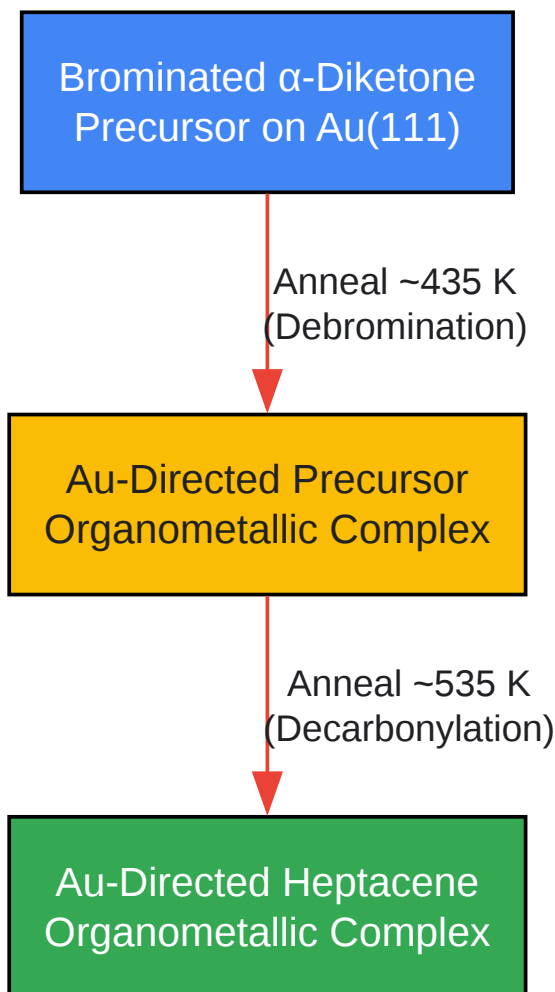 Brominated α-Diketone
Precursor on Au(111)
Anneal ~435 K
(Debromination)
Au-Directed Precursor
Organometallic Complex
Anneal ~535 K
(Decarbonylation)
Au-Directed Heptacene
Organometallic Complex